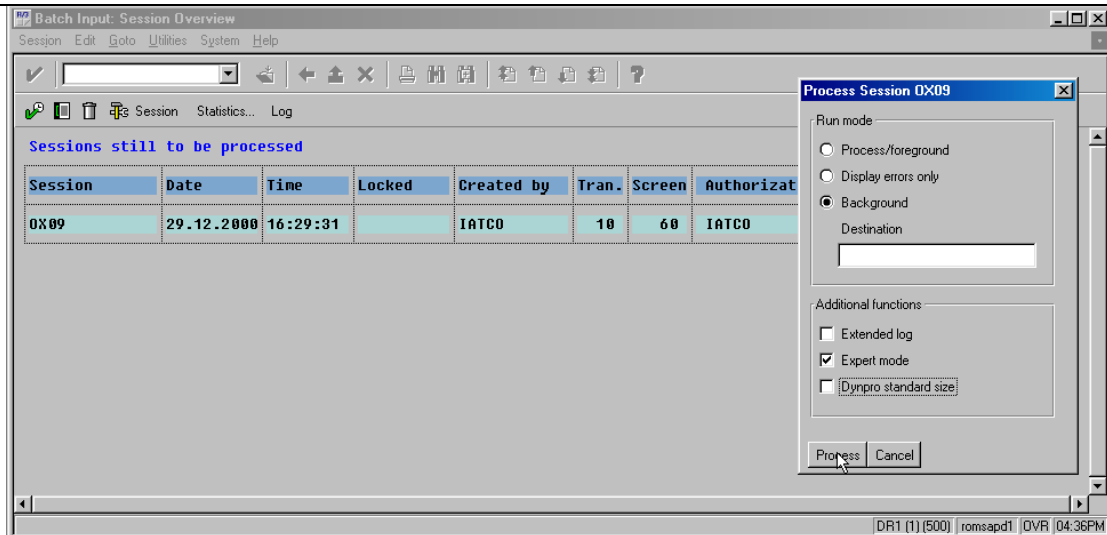 Batch Input: Session Overview
Session Edit Goto Utilities System Help
Session Statistics... Log
Sessions still to be processed
Session Date Time Locked Created by Tran. Screen Authorizat
0X09 29.12.2000 16:29:31 IATCO 10 60 IATCO
Process Session 0X09
Run mode
Process/foreground
Display errors only
Background
Destination
Additional functions
Extended log
Expert mode
Dynpro standard size
Process Cancel
DR1 (1) (500) romsapd1 OVR 04:36PM